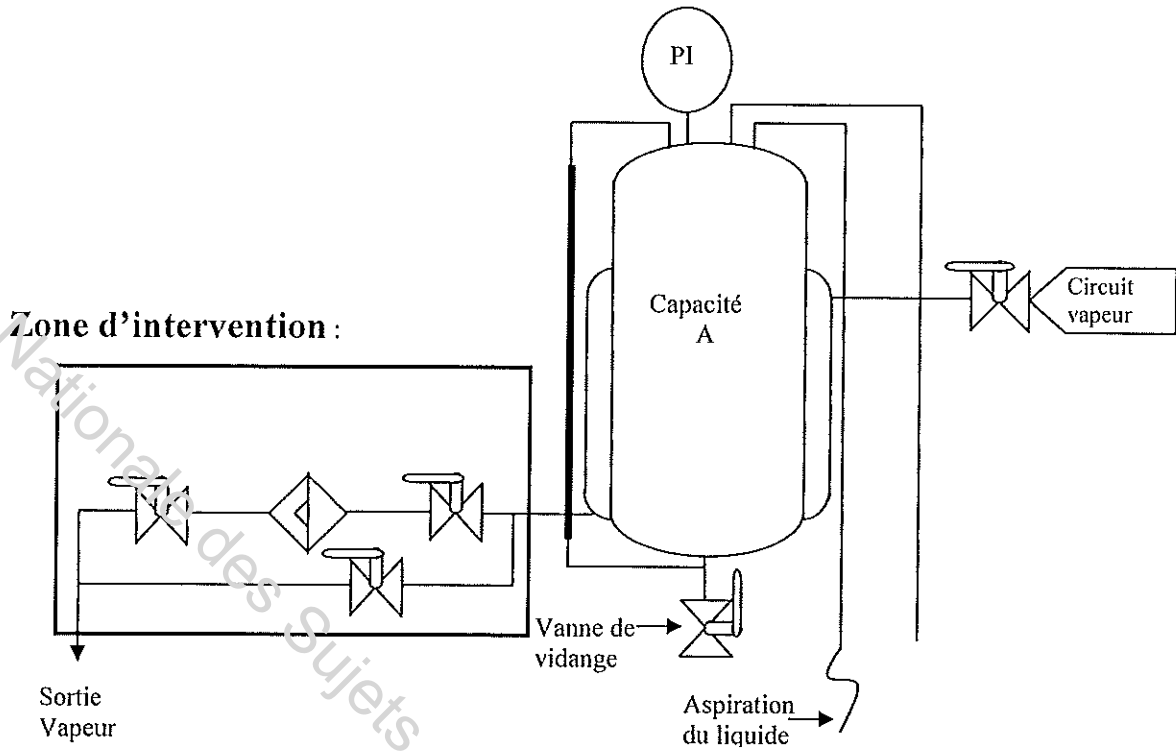 PI
Capacité
A
Circuit
vapeur
Zone d'intervention :
Nationale des Sujets
Vanne de
vidange
Sortie
Vapeur
Aspiration
du liquide